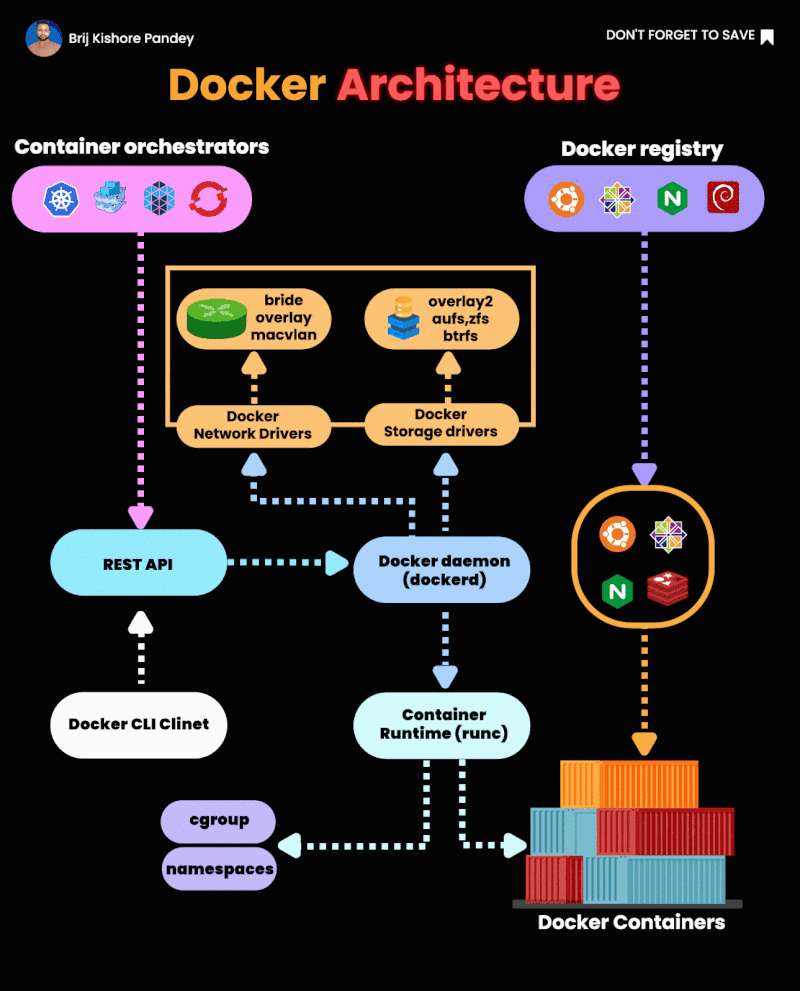 Brij Kishore Pandey
DON'T FORGET TO SAVE
Docker Architecture
Container orchestrators
Docker registry
bride
overlay
macvlan
overlay2
aufs,zfs
btrfs
Docker
Network Drivers
Docker
Storage drivers
REST API
Docker daemon
(dockerd)
N
N
Docker CLI Clinet
Container
Runtime (runc)
cgroup
namespaces
Docker Containers